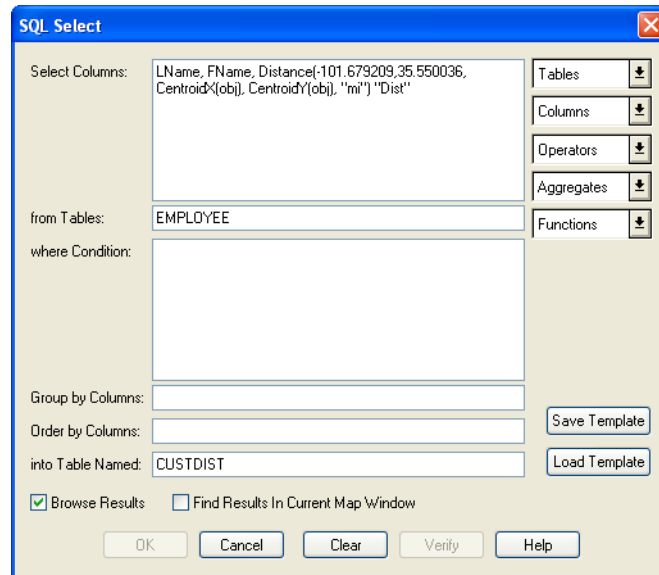 SQL Select
Select Columns:
LName, FName, Distance(-101.679209,35.550036,
CentroidX(obj), CentroidY(obj), "mi") "Dist"
Tables
Columns
Operators
Aggregates
Functions
from Tables:
EMPLOYEE
where Condition:
Group by Columns:
Order by Columns:
into Table Named:
CUSTDIST
Save Template
Load Template
Browse Results
Find Results In Current Map Window
OK
Cancel
Clear
Verify
Help